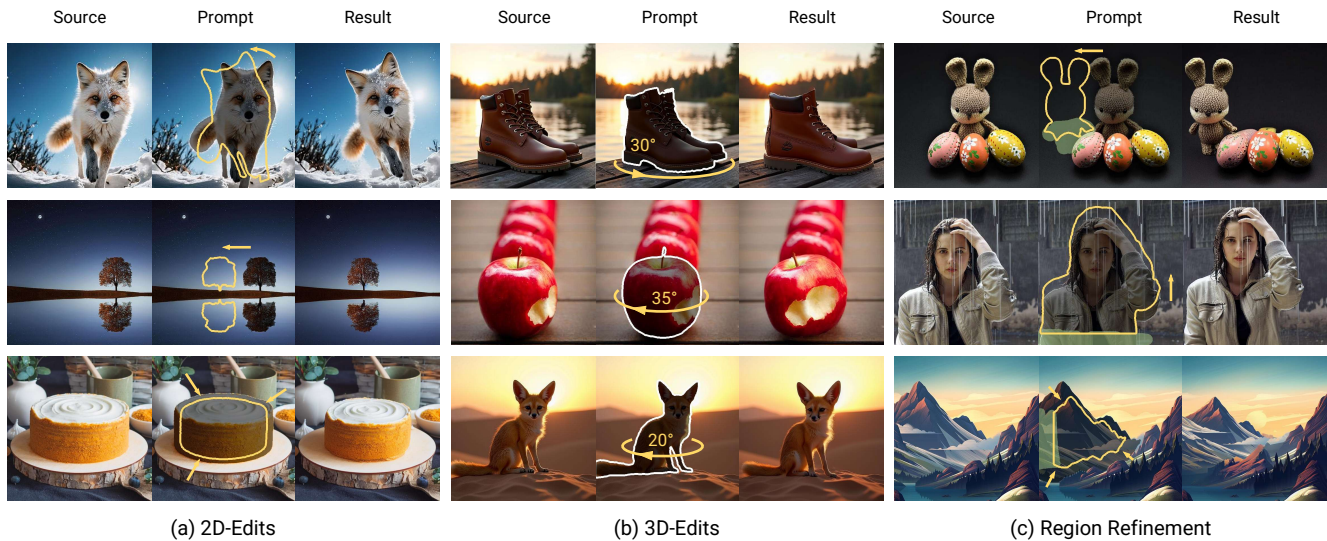 Source Prompt Result
Source Prompt Result
Source Prompt Result
30°
35°
20°
(a) 2D-Edits
(b) 3D-Edits
(c) Region Refinement